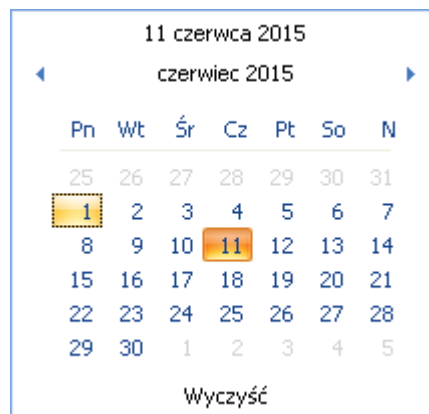 11 czerwca 2015
czerwiec 2015
Pn Wt Śr Cz Pt So N
25 26 27 28 29 30 31
1 2 3 4 5 6 7
8 9 10 11 12 13 14
15 16 17 18 19 20 21
22 23 24 25 26 27 28
29 30 1 2 3 4 5
Wyczyść